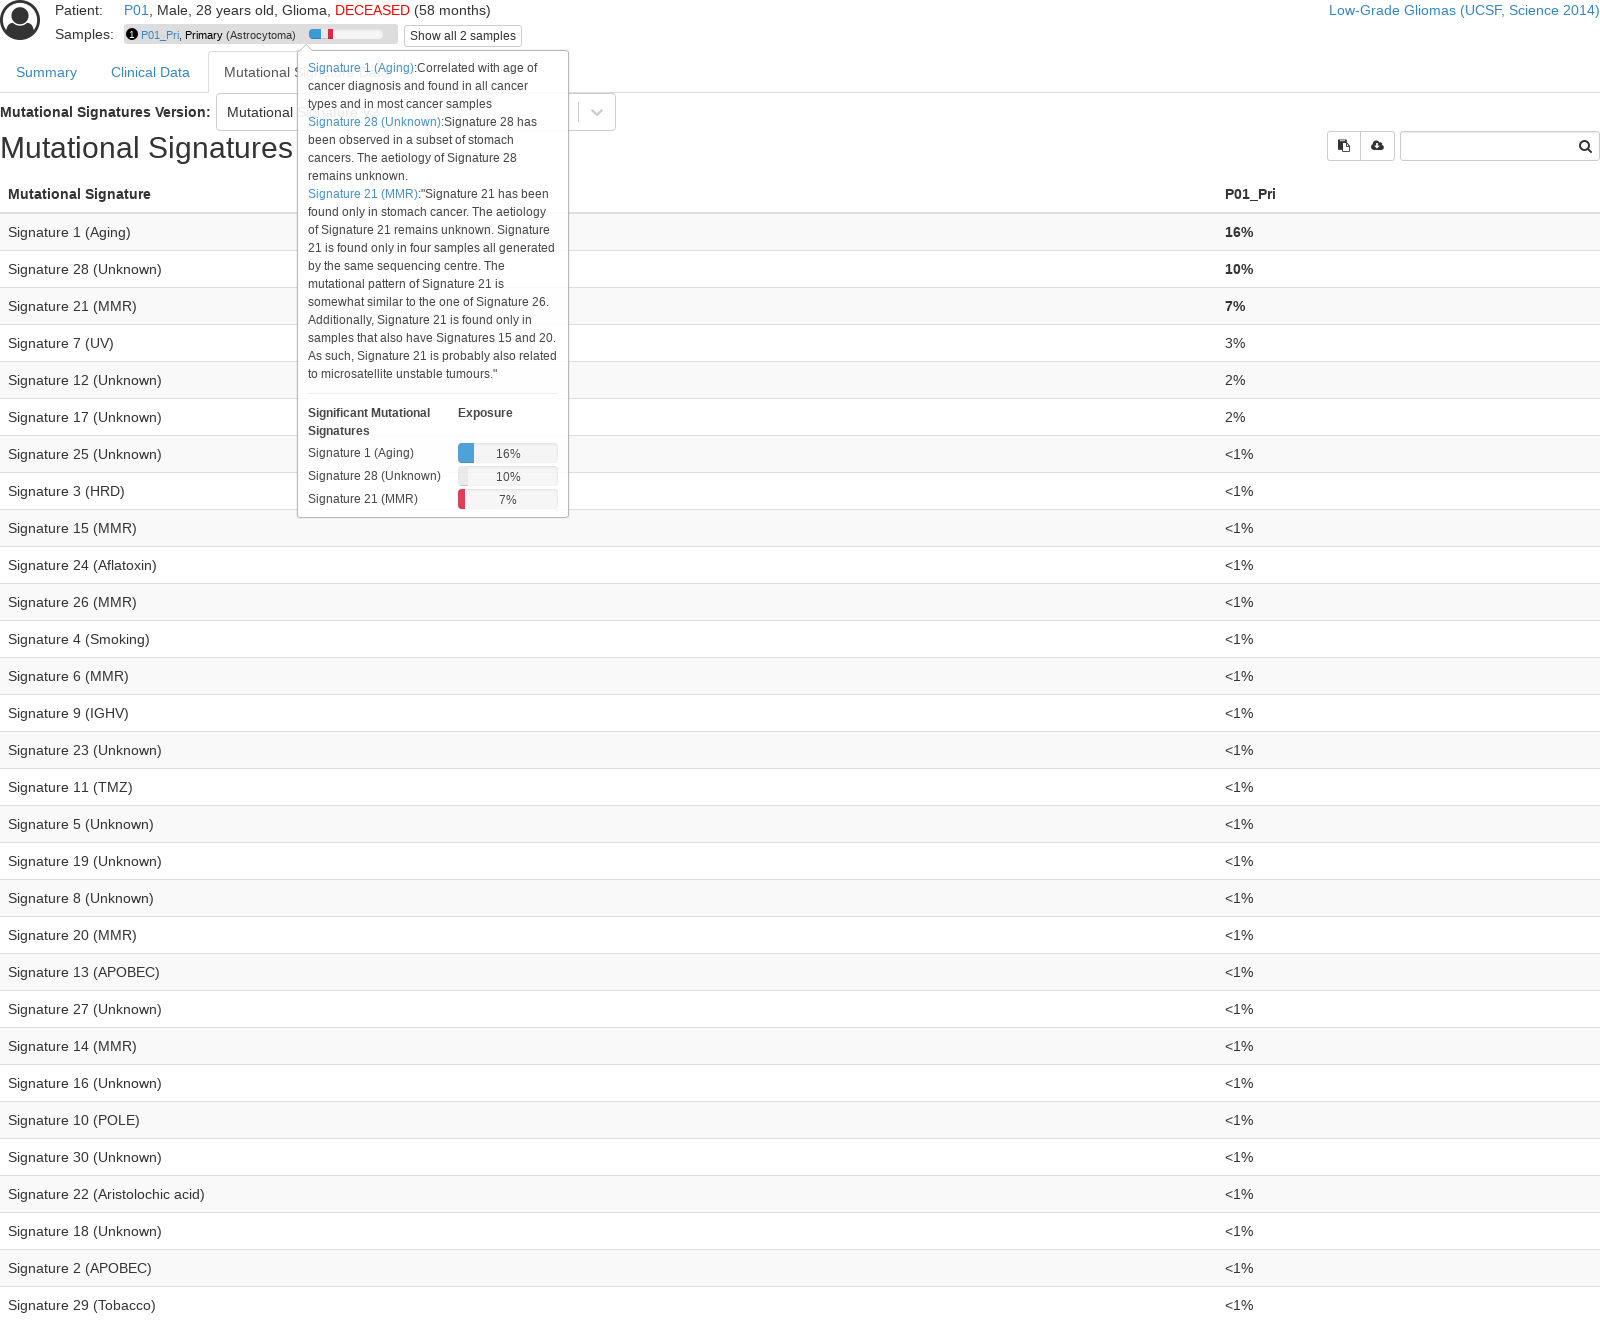 Patient: P01, Male, 28 years old, Glioma, DECEASED (58 months)
Low-Grade Gliomas (UCSF, Science 2014)
Samples: 1 P01_Pri, Primary (Astrocytoma)
Show all 2 samples
Summary
Clinical Data
Mutational S
Signature 1 (Aging):Correlated with age of
cancer diagnosis and found in all cancer
types and in most cancer samples
Signature 28 (Unknown):Signature 28 has
been observed in a subset of stomach
cancers. The aetiology of Signature 28
remains unknown.
Signature 21 (MMR):"Signature 21 has been
found only in stomach cancer. The aetiology
of Signature 21 remains unknown. Signature
21 is found only in four samples all generated
by the same sequencing centre. The
mutational pattern of Signature 21 is
somewhat similar to the one of Signature 26.
Additionally, Signature 21 is found only in
samples that also have Signatures 15 and 20.
As such, Signature 21 is probably also related
to microsatellite unstable tumours."
Significant Mutational
Signatures
Exposure
Signature 1 (Aging) 16%
Signature 28 (Unknown) 10%
Signature 21 (MMR) 7%
Mutational Signatures Version: Mutational
Mutational Signatures
Mutational Signature P01_Pri
Signature 1 (Aging) 16%
Signature 28 (Unknown) 10%
Signature 21 (MMR) 7%
Signature 7 (UV) 3%
Signature 12 (Unknown) 2%
Signature 17 (Unknown) 2%
Signature 25 (Unknown) <1%
Signature 3 (HRD) <1%
Signature 15 (MMR) <1%
Signature 24 (Aflatoxin) <1%
Signature 26 (MMR) <1%
Signature 4 (Smoking) <1%
Signature 6 (MMR) <1%
Signature 9 (IGHV) <1%
Signature 23 (Unknown) <1%
Signature 11 (TMZ) <1%
Signature 5 (Unknown) <1%
Signature 19 (Unknown) <1%
Signature 8 (Unknown) <1%
Signature 20 (MMR) <1%
Signature 13 (APOBEC) <1%
Signature 27 (Unknown) <1%
Signature 14 (MMR) <1%
Signature 16 (Unknown) <1%
Signature 10 (POLE) <1%
Signature 30 (Unknown) <1%
Signature 22 (Aristolochic acid) <1%
Signature 18 (Unknown) <1%
Signature 2 (APOBEC) <1%
Signature 29 (Tobacco) <1%